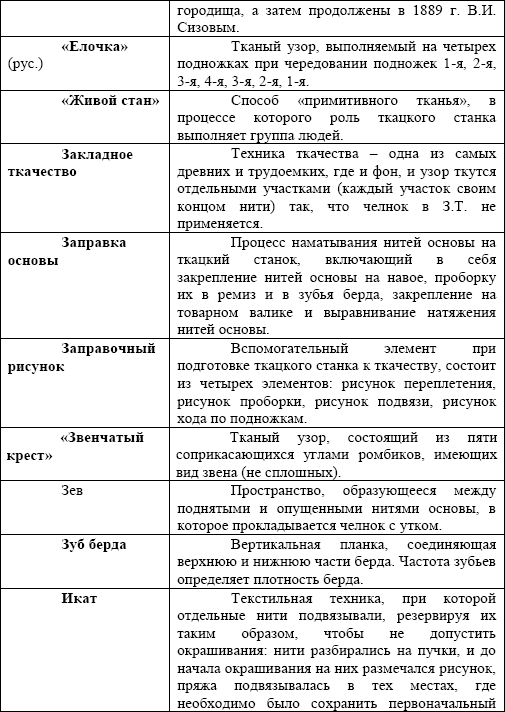 городища, а затем продолжены в 1889 г. В.И.
Сизовым.
«Елочка»
(рус.)
Тканый узор, выполняемый на четырех
подножках при чередовании подножек 1-я, 2-я,
3-я, 4-я, 3-я, 2-я, 1-я.
«Живой стан»
Способ «примитивного тканья», в
процессе которого роль ткацкого станка
выполняет группа людей.
Закладное
ткачество
Техника ткачества – одна из самых
древних и трудоемких, где и фон, и узор ткутся
отдельными участками (каждый участок своим
концом нити) так, что челнок в З.Т. не
применяется.
Заправка
основы
Процесс наматывания нитей основы на
ткацкий станок, включающий в себя
закрепление нитей основы на навое, проборку
их в ремиз и в зубья берда, закрепление на
товарном валике и выравнивание натяжения
нитей основы.
Заправочный
рисунок
Вспомогательный элемент при
подготовке ткацкого станка к ткачеству, состоит
из четырех элементов: рисунок переплетения,
рисунок проборки, рисунок подвязи, рисунок
хода по подножкам.
«Звенчатый
крест»
Тканый узор, состоящий из пяти
соприкасающихся углами ромбиков, имеющих
вид звена (не сплошных).
Зев
Пространство, образующееся между
поднятыми и опущенными нитями основы, в
которое прокладывается челнок с утком.
Зуб берда
Вертикальная планка, соединяющая
верхнюю и нижнюю части берда. Частота зубьев
определяет плотность берда.
Икат
Текстильная техника, при которой
отдельные нити подвязывали, резервируя их
таким образом, чтобы не допустить
окрашивания: нити разбирались на пучки, и до
начала окрашивания на них размечался рисунок,
пряжа подвязывалась в тех местах, где
необходимо было сохранить первоначальный